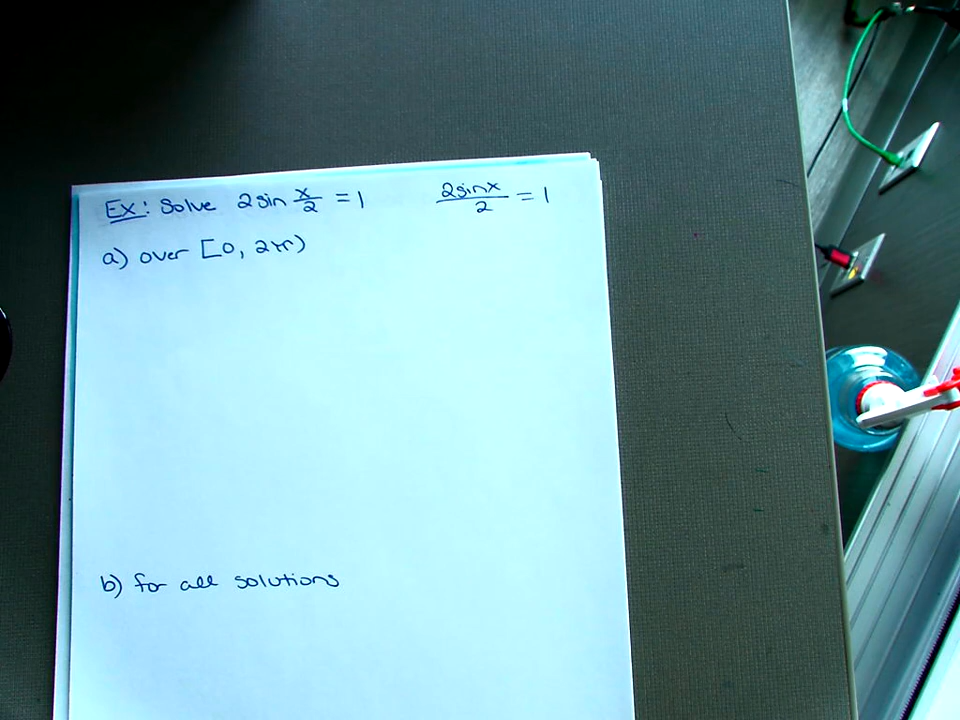 Ex: Solve 2 sin x/2 = 1    2sinx/2 = 1
a) over [0, 2π)
b) for all solutions